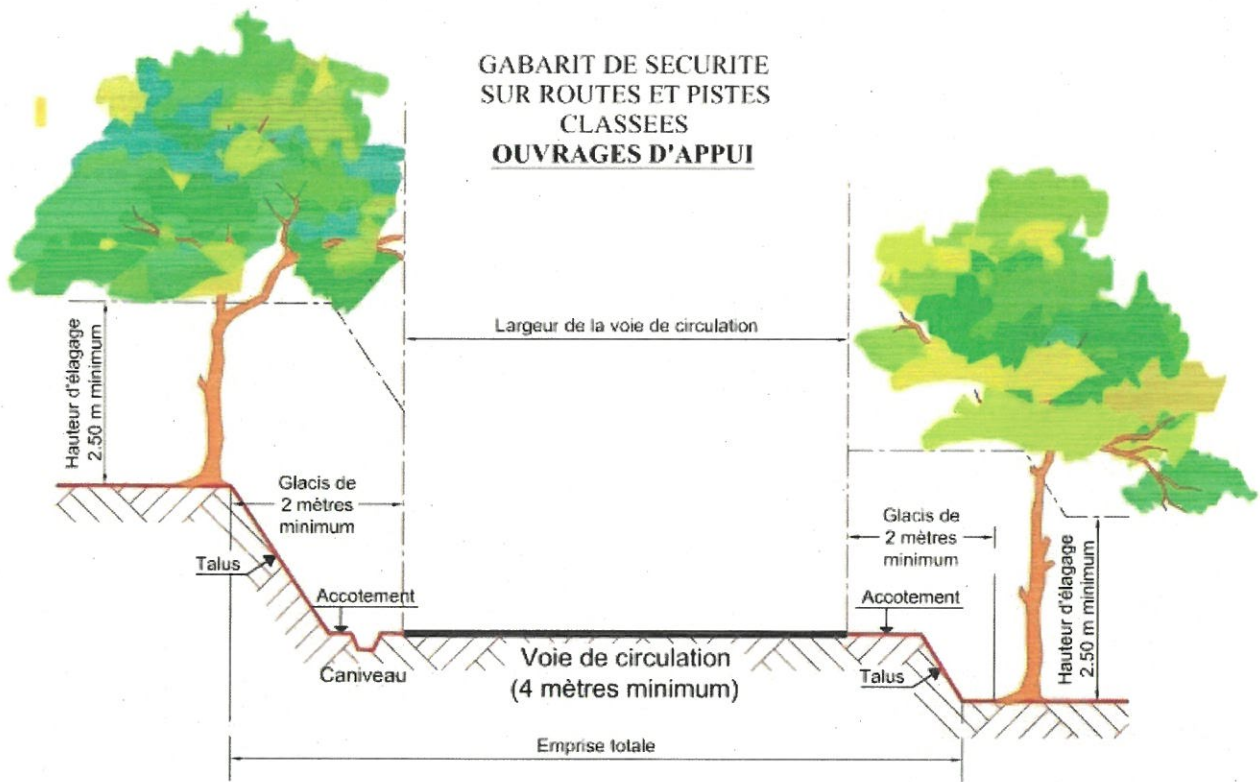 GABARIT DE SECURITE
SUR ROUTES ET PISTES
CLASSEES
OUVRAGES D'APPUI
Largeur de la voie de circulation
Hauteur d'élagage
2.50 m minimum
Glacis de
2 mètres
minimum
Talus
Accotement
Caniveau
Voie de circulation
(4 mètres minimum)
Glacis de
2 mètres
minimum
Accotement
Talus
Hauteur d'élagage
2.50 m minimum
Emprise totale